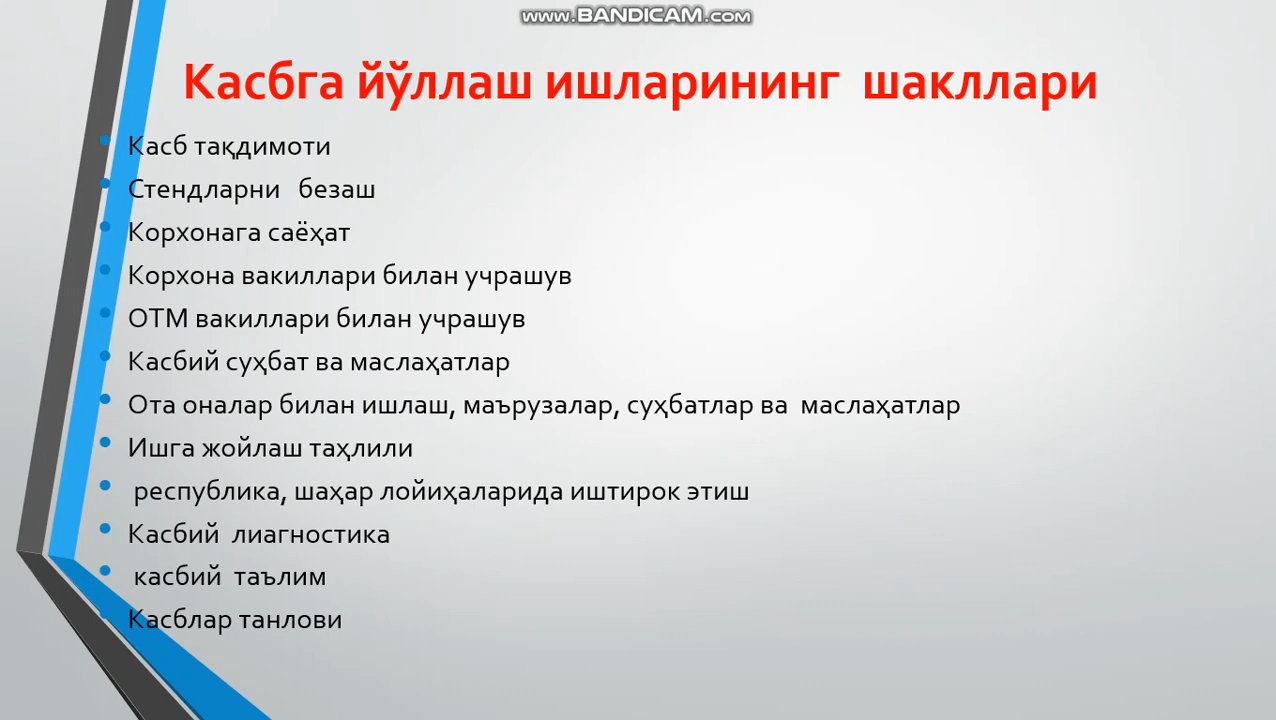 www.BANDICAM.com
Касбга йўллаш ишларининг шакллари
Касб тақдимоти
Стендларни безаш
Корхонага саёҳат
Корхона вакиллари билан учрашув
ОТМ вакиллари билан учрашув
Касбий суҳбат ва маслаҳатлар
Ота оналар билан ишлаш, маърузалар, суҳбатлар ва маслаҳатлар
Ишга жойлаш таҳлили
республика, шаҳар лойиҳаларида иштирок этиш
Касбий лиагностика
касбий таълим
Касблар танлови